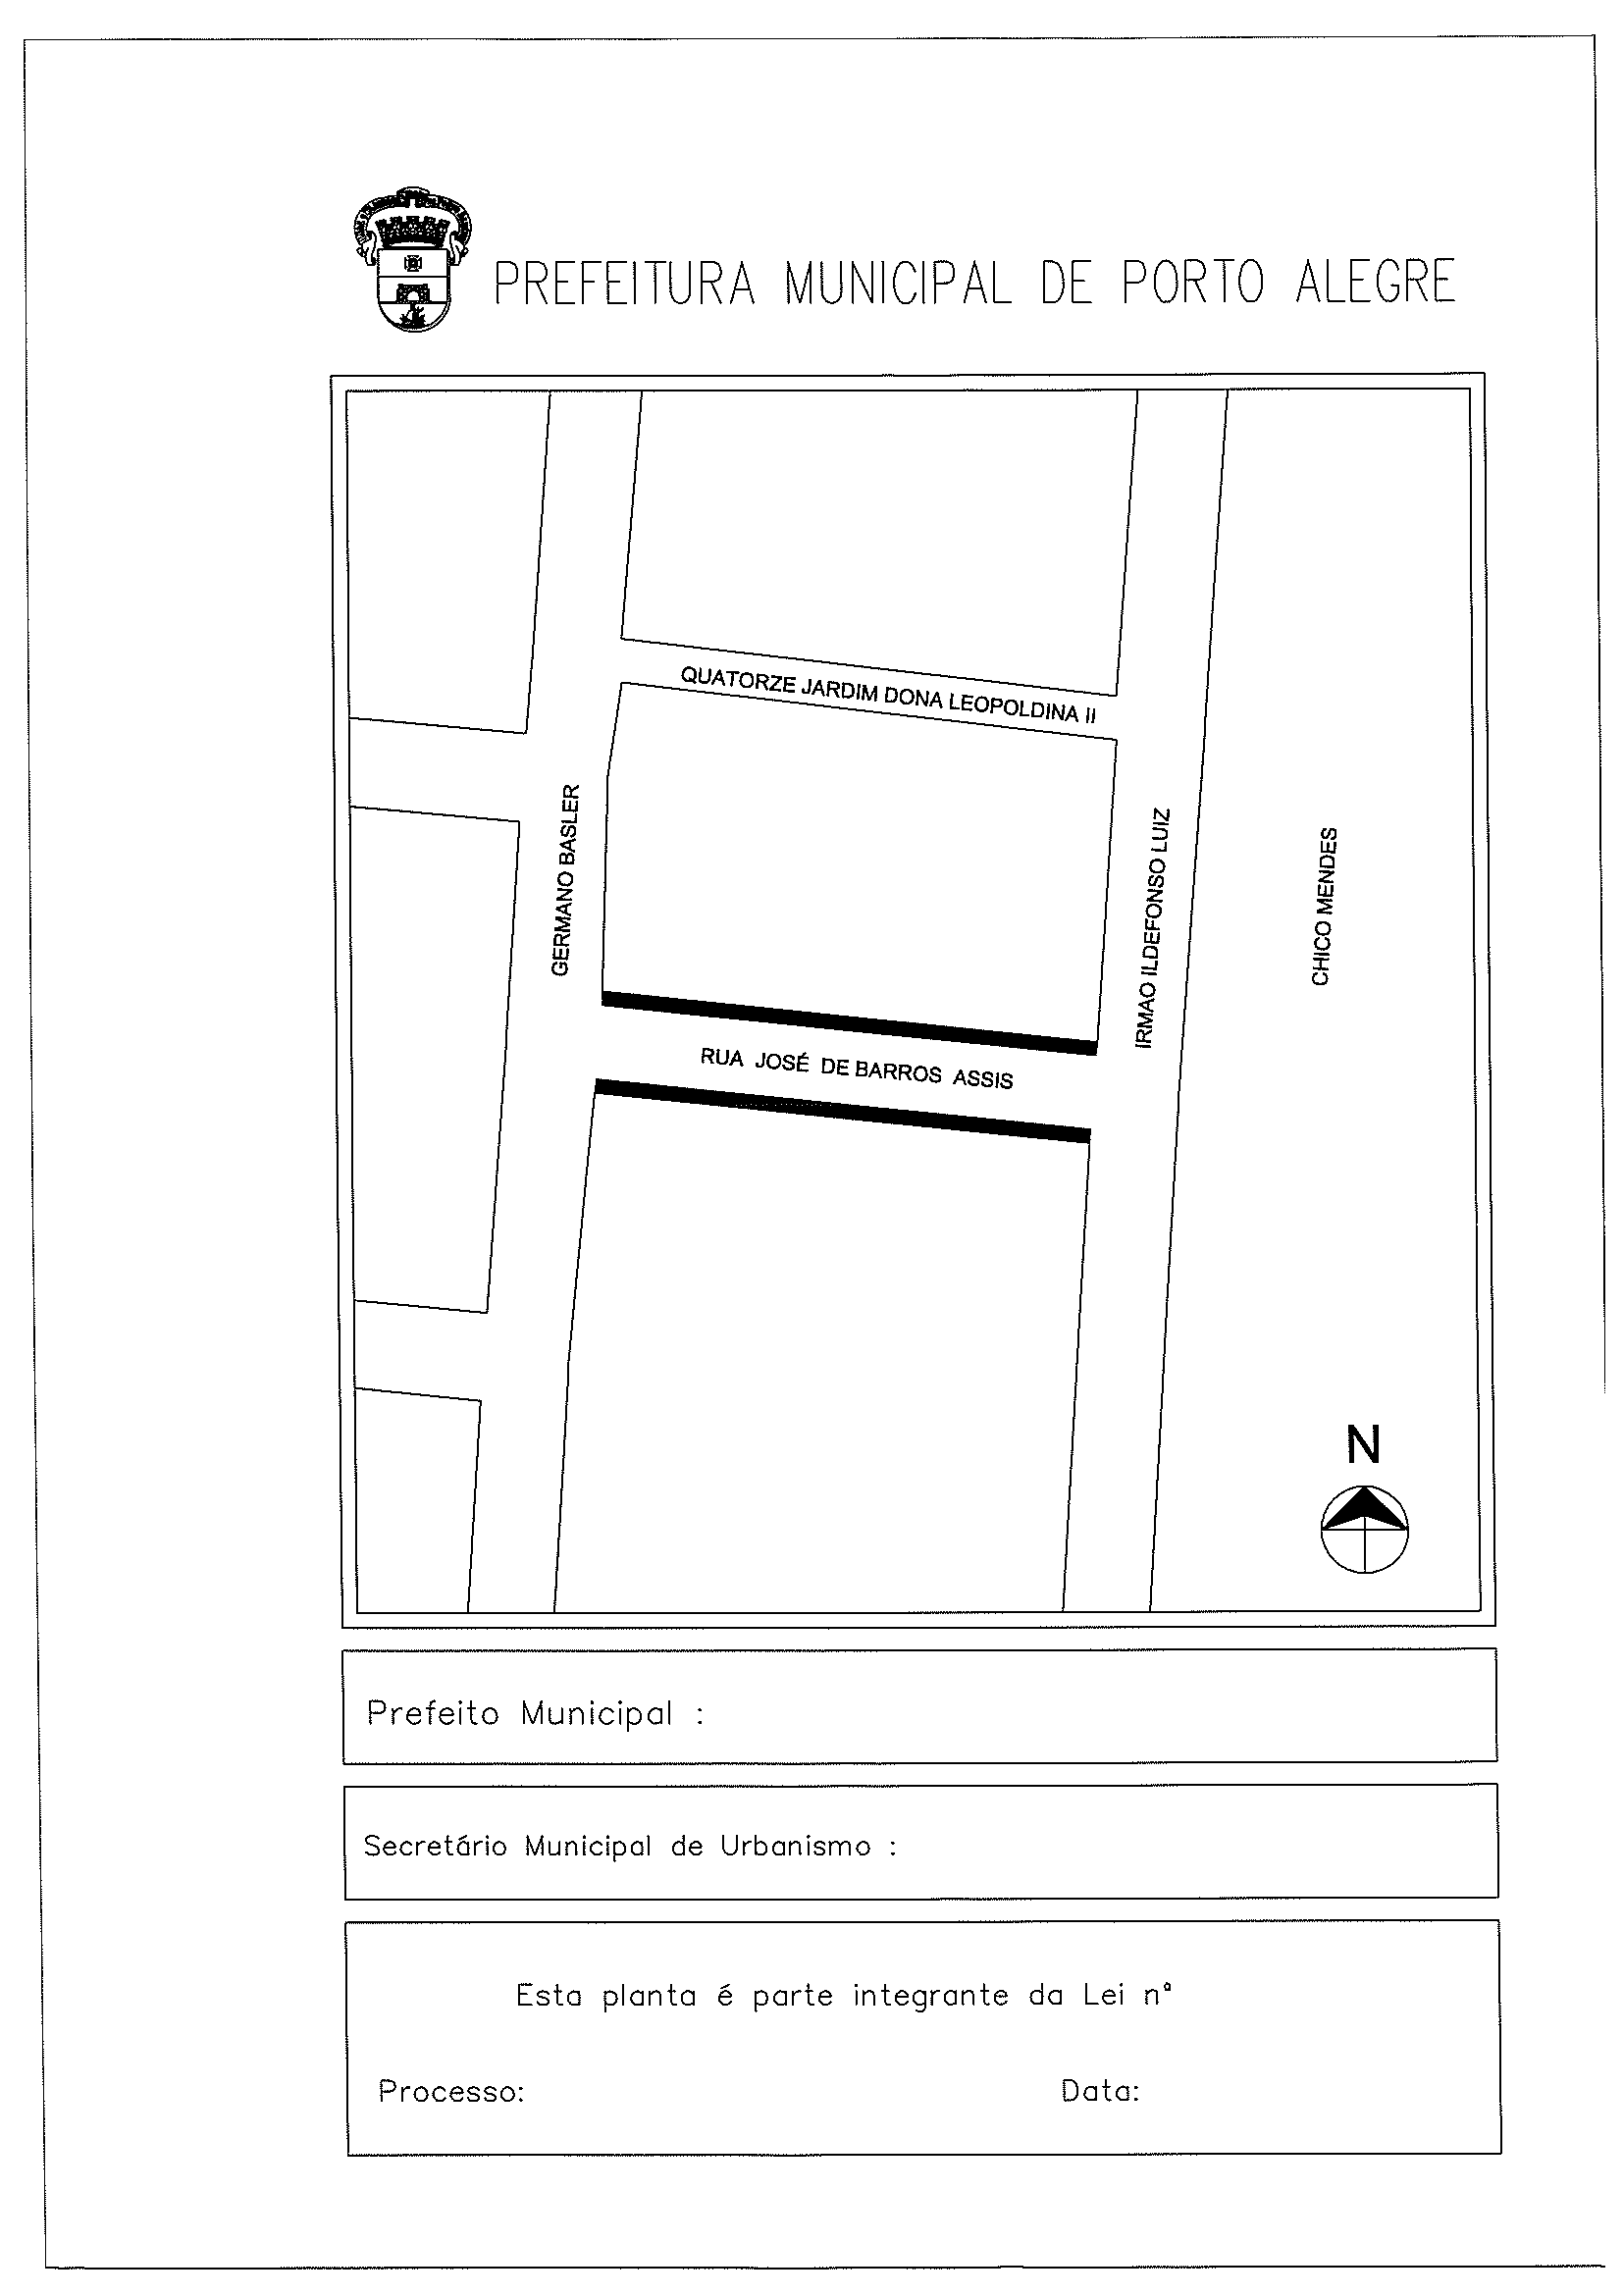 PREFEITURA MUNICIPAL DE PORTO ALEGRE
QUATORZE JARDIM DONA LEOPOLDINA II
GERMANO BASLER
IRMAO ILDEFONSO LUIZ
CHICO MENDES
RUA JOSÉ DE BARROS ASSIS
N
Prefeito Municipal :
Secretário Municipal de Urbanismo :
Esta planta é parte integrante da Lei nº
Processo:
Data: